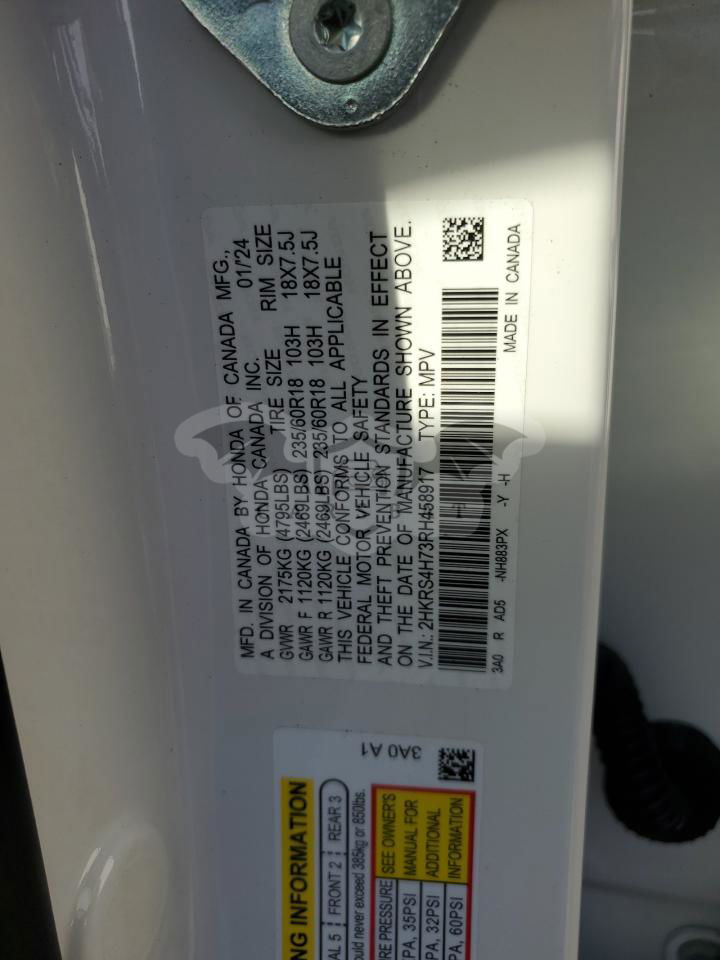 MFD. IN CANADA BY HONDA OF CANADA MFG.,
A DIVISION OF HONDA CANADA INC. 01/'24
GVWR 2175KG (4795LBS) TIRE SIZE RIM SIZE
GAWR F 1120KG (2469LBS) 235/60R18 103H 18X7.5J
GAWR R 1120KG (2469LBS) 235/60R18 103H 18X7.5J
THIS VEHICLE CONFORMS TO ALL APPLICABLE
FEDERAL MOTOR VEHICLE SAFETY
AND THEFT PREVENTION STANDARDS IN EFFECT
ON THE DATE OF MANUFACTURE SHOWN ABOVE.
V.I.N.: 2HKRS4H73RH458917 TYPE: MPV
3A0 R AD5 -NH883PX -Y -H
MADE IN CANADA
3A0 A1
INFORMATION
5 FRONT 2 REAR 3
never exceed 385kg or 850lbs.
PRESSURE SEE OWNER'S
35PSI MANUAL FOR
32PSI ADDITIONAL
60PSI INFORMATION